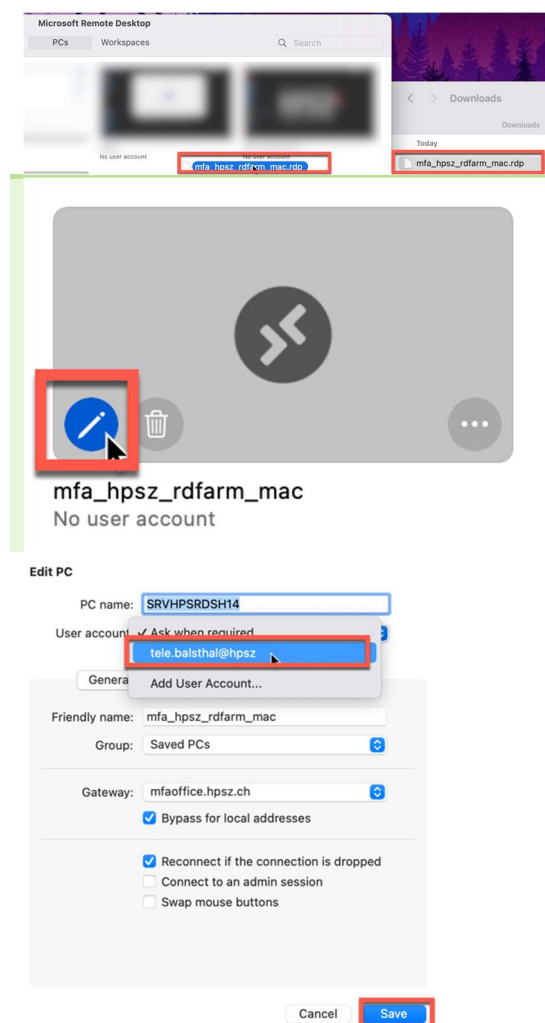 Microsoft Remote Desktop
PCs Workspaces Search
Downloads
Downloads
Today
No user account
No user account
mfa_hpsz_rdfarm_mac.rdp
mfa_hpsz_rdfarm_mac.rdp
mfa_hpsz_rdfarm_mac
No user account
Edit PC
PC name: SRVHPSRDSH14
User account ✓ Ask when required
tele.balsthal@hpsz
Genera
Add User Account...
Friendly name: mfa_hpsz_rdfarm_mac
Group: Saved PCs
Gateway: mfaoffice.hpsz.ch
Bypass for local addresses
Reconnect if the connection is dropped
Connect to an admin session
Swap mouse buttons
Cancel Save